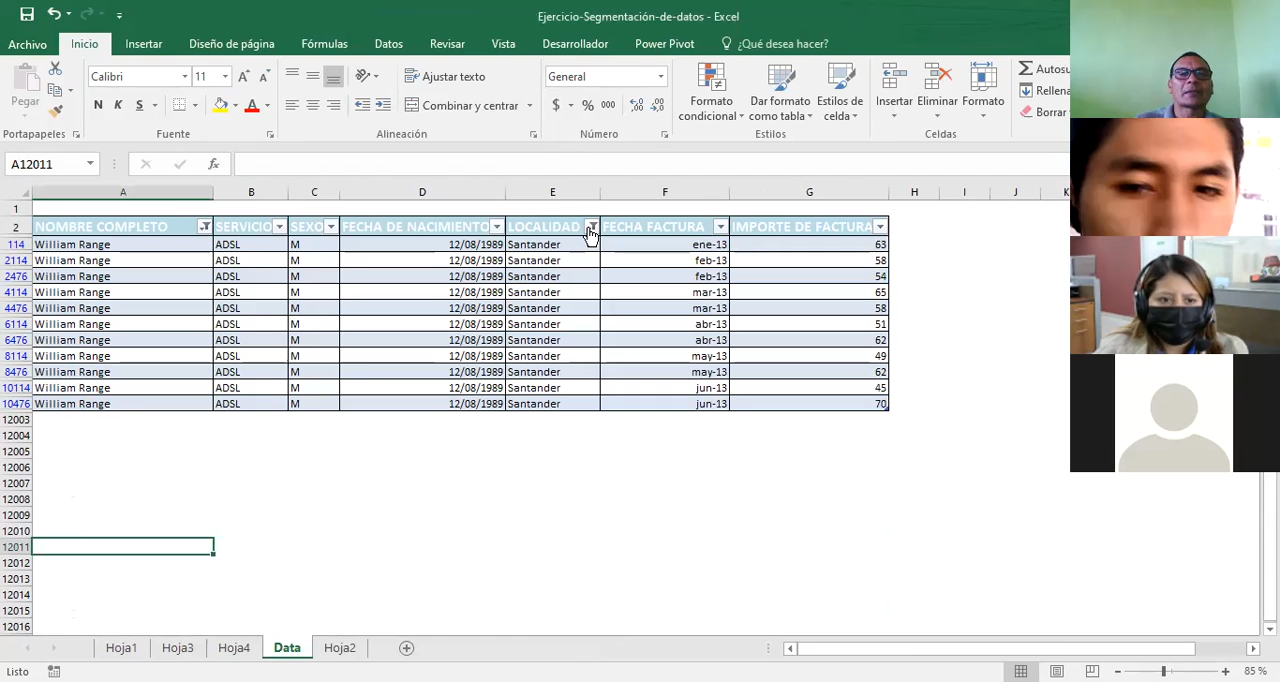 Ejercicio-Segmentación-de-datos - Excel
Archivo Inicio Insertar Diseño de página Fórmulas Datos Revisar Vista Desarrollador Power Pivot ¿Qué desea hacer?
Pegar Calibri 11 N K S Ajustar texto Combinar y centrar General $ % 000 Formato condicional Dar formato como tabla Estilos de celda Insertar Eliminar Formato Autosu Rellena Borrar
Portapapeles Fuente Alineación Número Estilos Celdas
A12011 fx
A B C D E F G H I J K
1
2 NOMBRE COMPLETO SERVICIO SEXO FECHA DE NACIMIENTO LOCALIDAD FECHA FACTURA IMPORTE DE FACTURA
114 William Range ADSL M 12/08/1989 Santander ene-13 63
2114 William Range ADSL M 12/08/1989 Santander feb-13 58
2476 William Range ADSL M 12/08/1989 Santander feb-13 54
4114 William Range ADSL M 12/08/1989 Santander mar-13 65
4476 William Range ADSL M 12/08/1989 Santander mar-13 58
6114 William Range ADSL M 12/08/1989 Santander abr-13 51
6476 William Range ADSL M 12/08/1989 Santander abr-13 62
8114 William Range ADSL M 12/08/1989 Santander may-13 49
8476 William Range ADSL M 12/08/1989 Santander may-13 62
10114 William Range ADSL M 12/08/1989 Santander jun-13 45
10476 William Range ADSL M 12/08/1989 Santander jun-13 70
12003
12004
12005
12006
12007
12008
12009
12010
12011
12012
12013
12014
12015
12016
Hoja1 Hoja3 Hoja4 Data Hoja2
Listo 85 %